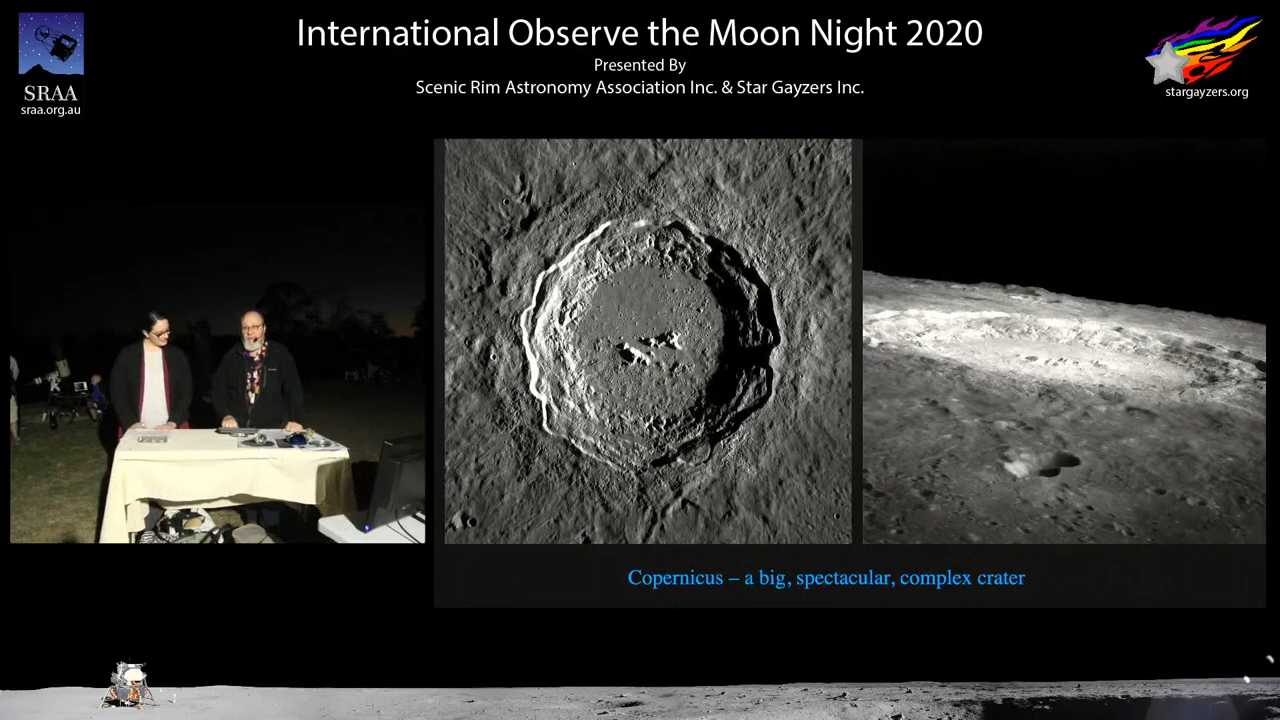 International Observe the Moon Night 2020
Presented By
Scenic Rim Astronomy Association Inc. & Star Gayzers Inc.
SRAA
sraa.org.au
stargayzers.org
Copernicus – a big, spectacular, complex crater